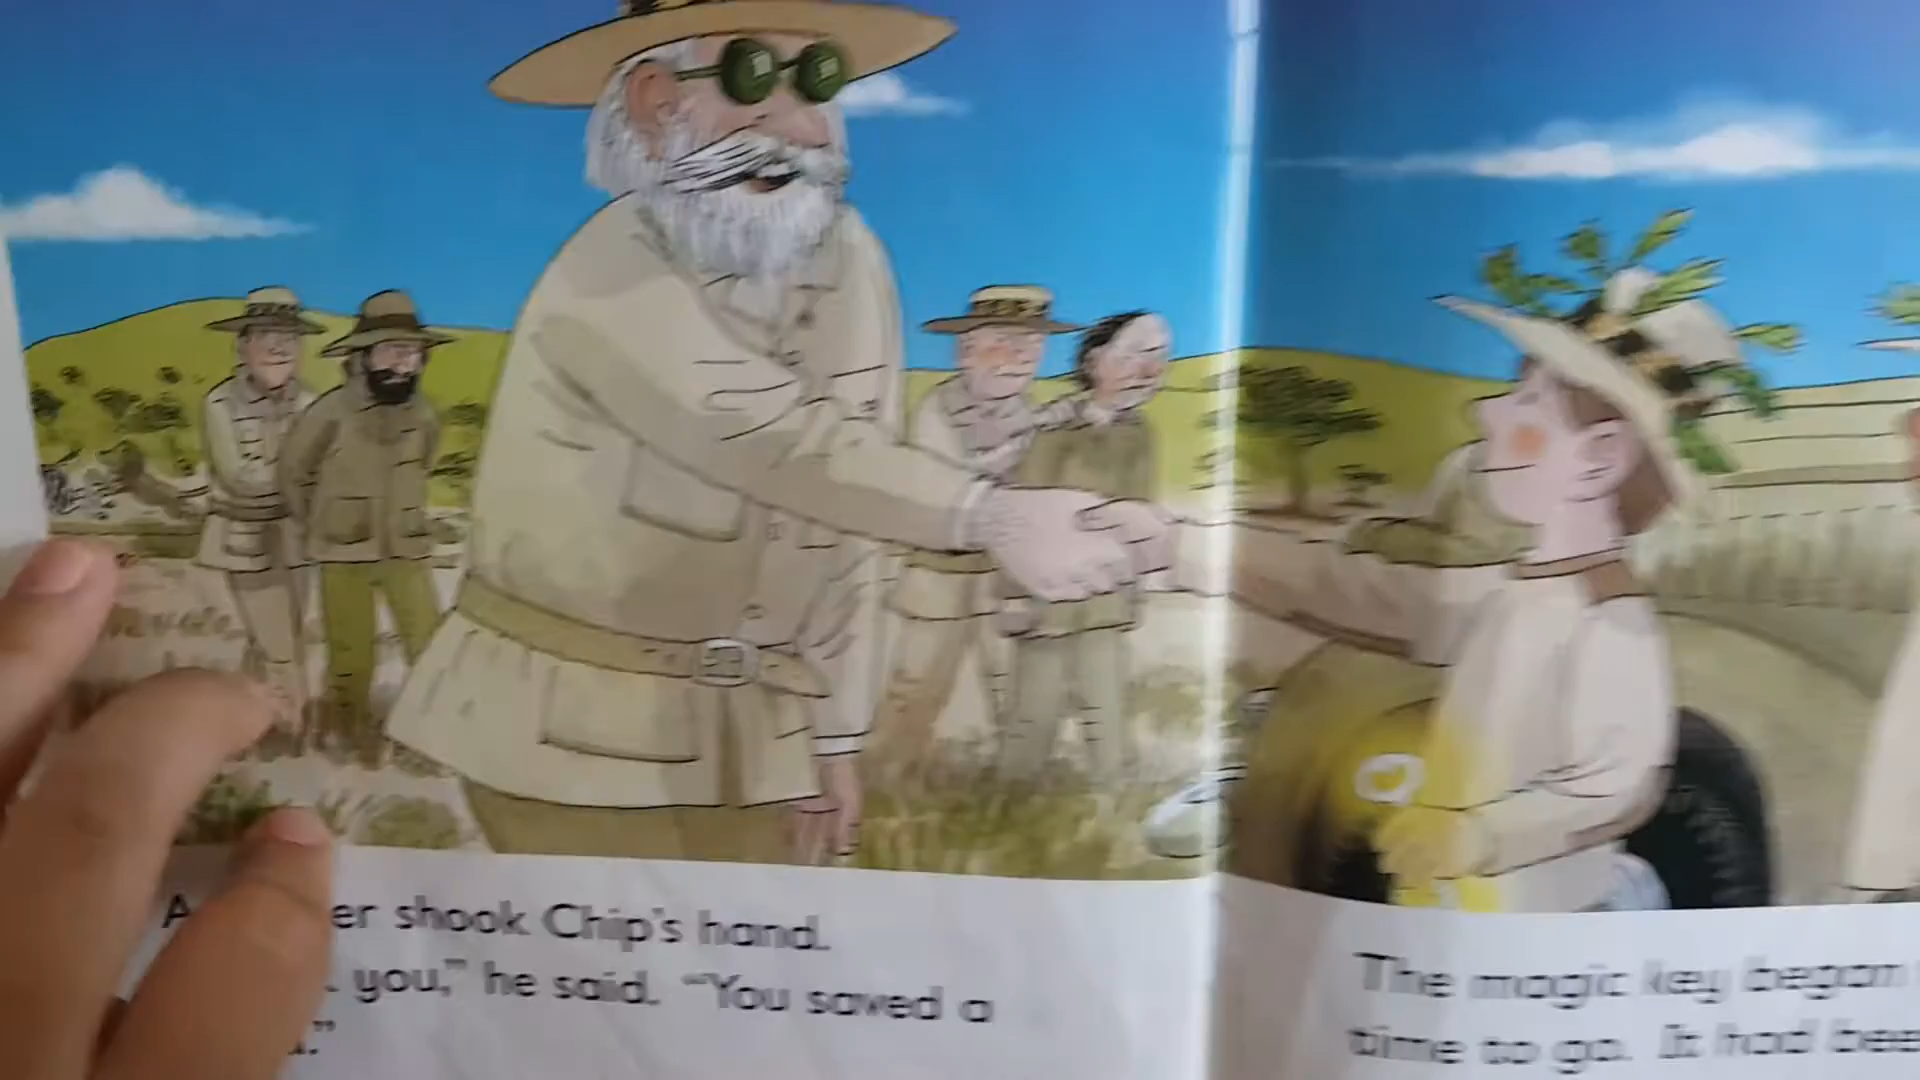 A er shook Chip's hand.
you," he said. "You saved a
."
The magic key began
time to go. It had bee